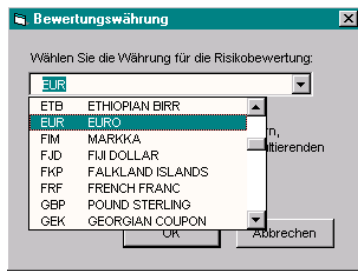 Bewertungswährung
Wählen Sie die Währung für die Risikobewertung:
EUR
ETB ETHIOPIAN BIRR
EUR EURO
FIM MARKKA
FJD FIJI DOLLAR
FKP FALKLAND ISLANDS
FRF FRENCH FRANC
GBP POUND STERLING
GEK GEORGIAN COUPON
OK Abbrechen